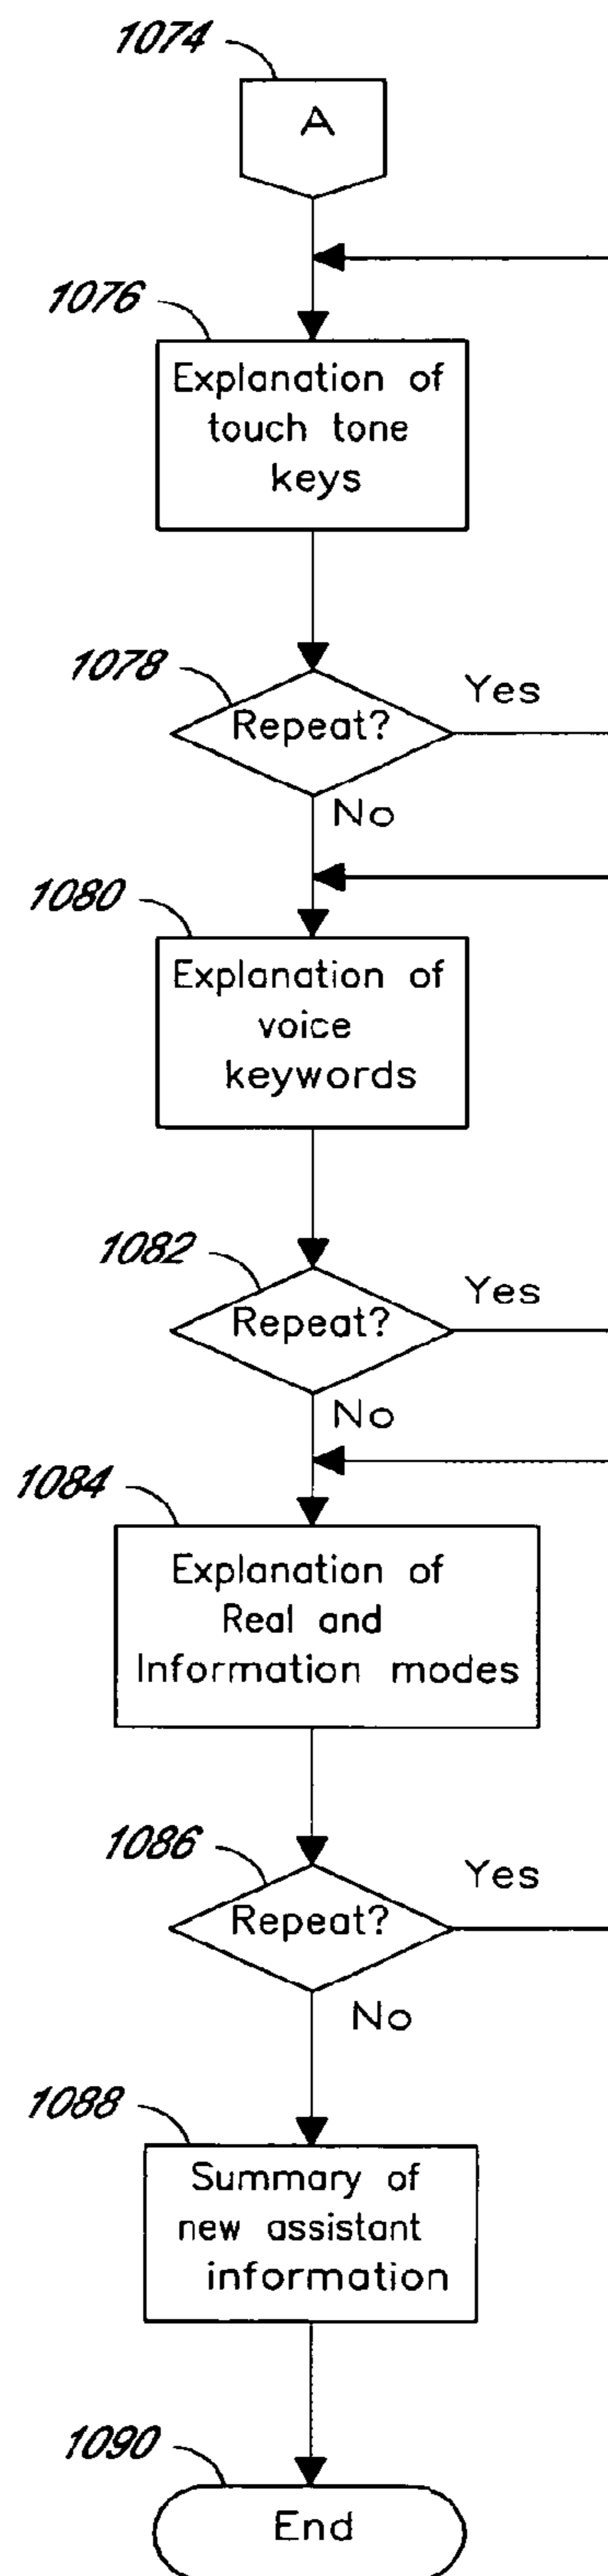 1074
A
1076
Explanation of
touch tone
keys
1078
Repeat?
Yes
No
1080
Explanation of
voice
keywords
1082
Repeat?
Yes
No
1084
Explanation of
Real and
Information modes
1086
Repeat?
Yes
No
1088
Summary of
new assistant
information
1090
End